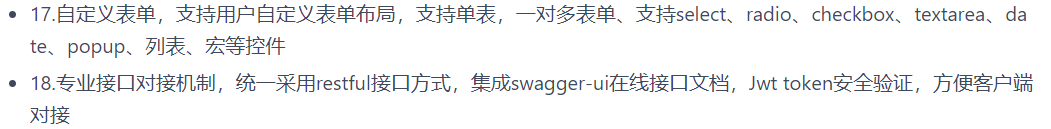 17.自定义表单，支持用户自定义表单布局，支持单表，一对多表单、支持select、radio、checkbox、textarea、da
te、popup、列表、宏等控件
18.专业接口对接机制，统一采用restful接口方式，集成swagger-ui在线接口文档，Jwt token安全验证，方便客户端
对接